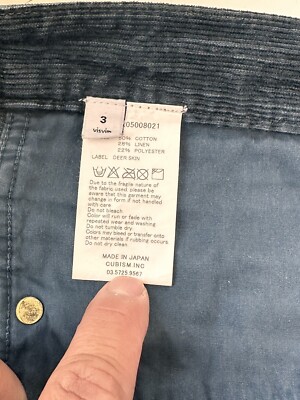 3
visvim
05008021
50% COTTON
28% LINEN
22% POLYESTER
LABEL: DEER SKIN
Due to the fragile nature of
the fabric used, please be
aware that this garment
may change form if not
handled with care
Do not bleach
Color will run or fade with
repeated wear and washing
Do not tumble dry.
Colors may bleed or transfer onto
other materials if rubbing occurs.
Do not dry clean.
MADE IN JAPAN
CUBISM INC
03.5725.9567